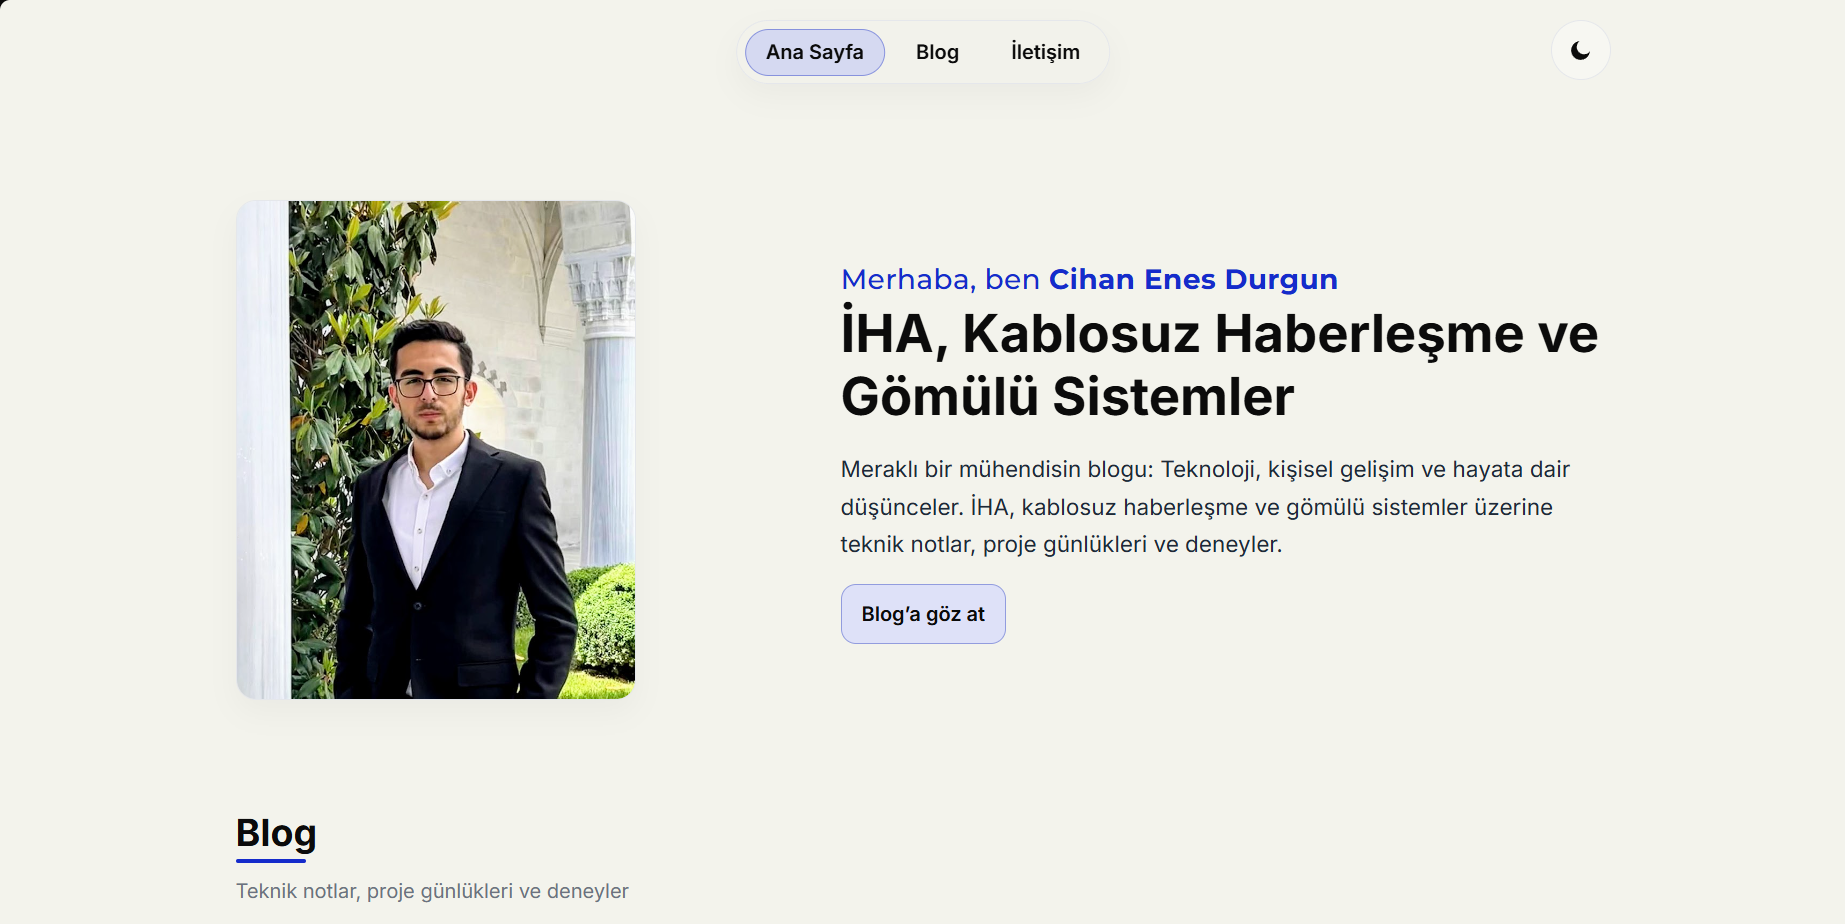 Ana Sayfa Blog İletişim
Merhaba, ben Cihan Enes Durgun
İHA, Kablosuz Haberleşme ve
Gömülü Sistemler
Meraklı bir mühendisin blogu: Teknoloji, kişisel gelişim ve hayata dair
düşünceler. İHA, kablosuz haberleşme ve gömülü sistemler üzerine
teknik notlar, proje günlükleri ve deneyler.
Blog’a göz at
Blog
Teknik notlar, proje günlükleri ve deneyler